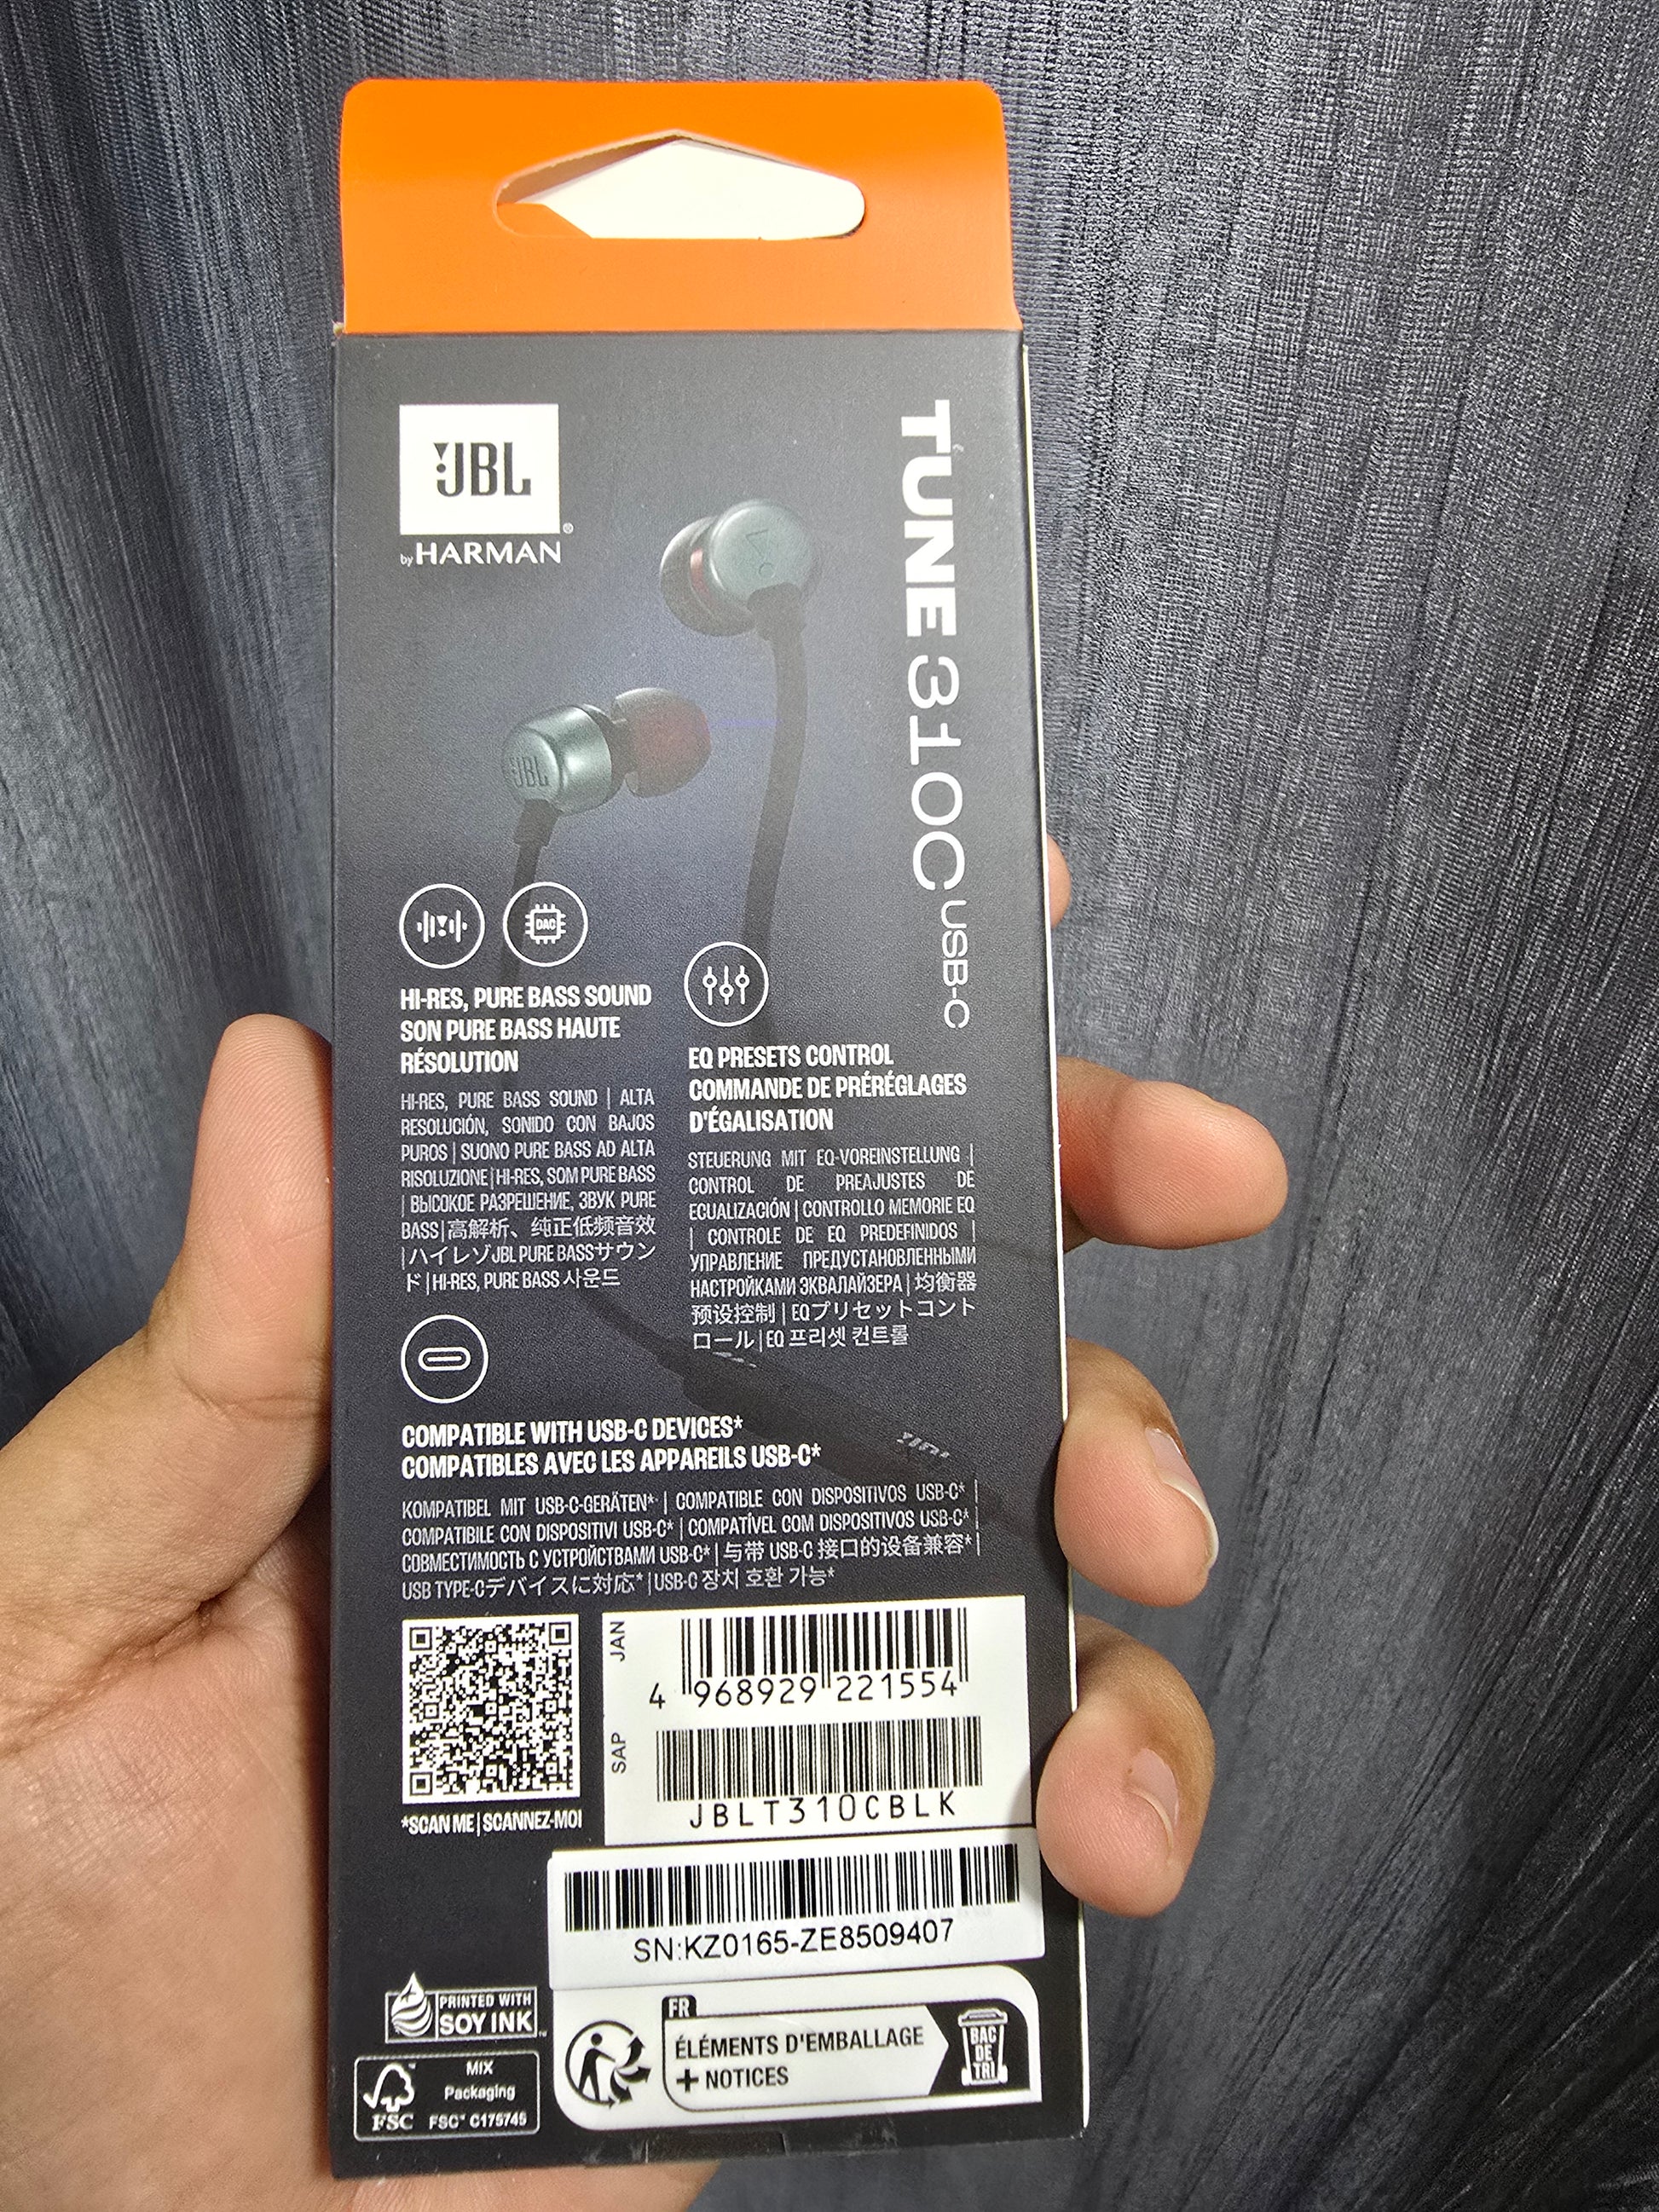 JBL
®
by HARMAN
TUNE 310C USB-C
JBL
DAC
HI-RES, PURE BASS SOUND
SON PURE BASS HAUTE
RÉSOLUTION
HI-RES, PURE BASS SOUND | ALTA
RESOLUCIÓN, SONIDO CON BAJOS
PUROS | SUONO PURE BASS AD ALTA
RISOLUZIONE | HI-RES, SOM PURE BASS
| ВЫСОКОЕ РАЗРЕШЕНИЕ, ЗВУК PURE
BASS | 高解析、纯正低频音效
| ハイレゾJBL PURE BASSサウン
ド | HI-RES, PURE BASS 사운드
EQ PRESETS CONTROL
COMMANDE DE PRÉRÉGLAGES
D'ÉGALISATION
STEUERUNG MIT EQ-VOREINSTELLUNG |
CONTROL DE PREAJUSTES DE
ECUALIZACIÓN | CONTROLLO MEMORIE EQ
| CONTROLE DE EQ PREDEFINIDOS |
УПРАВЛЕНИЕ ПРЕДУСТАНОВЛЕННЫМИ
НАСТРОЙКАМИ ЭКВАЛАЙЗЕРА | 均衡器
预设控制 | EQプリセットコント
ロール | EQ 프리셋 컨트롤
COMPATIBLE WITH USB-C DEVICES*
COMPATIBLES AVEC LES APPAREILS USB-C*
KOMPATIBEL MIT USB-C-GERÄTEN* | COMPATIBLE CON DISPOSITIVOS USB-C* |
COMPATIBILE CON DISPOSITIVI USB-C* | COMPATÍVEL COM DISPOSITIVOS USB-C* |
СОВМЕСТИМОСТЬ С УСТРОЙСТВАМИ USB-C* | 与带 USB-C 接口的设备兼容* |
USB TYPE-Cデバイスに対応* | USB-C 장치 호환 가능*
*SCAN ME | SCANNEZ-MOI
JAN
4 968929 221554
SAP
JBLT310CBLK
SN:KZ0165-ZE8509407
PRINTED WITH
SOY INK™
FSC™
MIX
Packaging
FSC™ C175745
FR
ÉLÉMENTS D'EMBALLAGE
+ NOTICES
BAC
DE
TRI